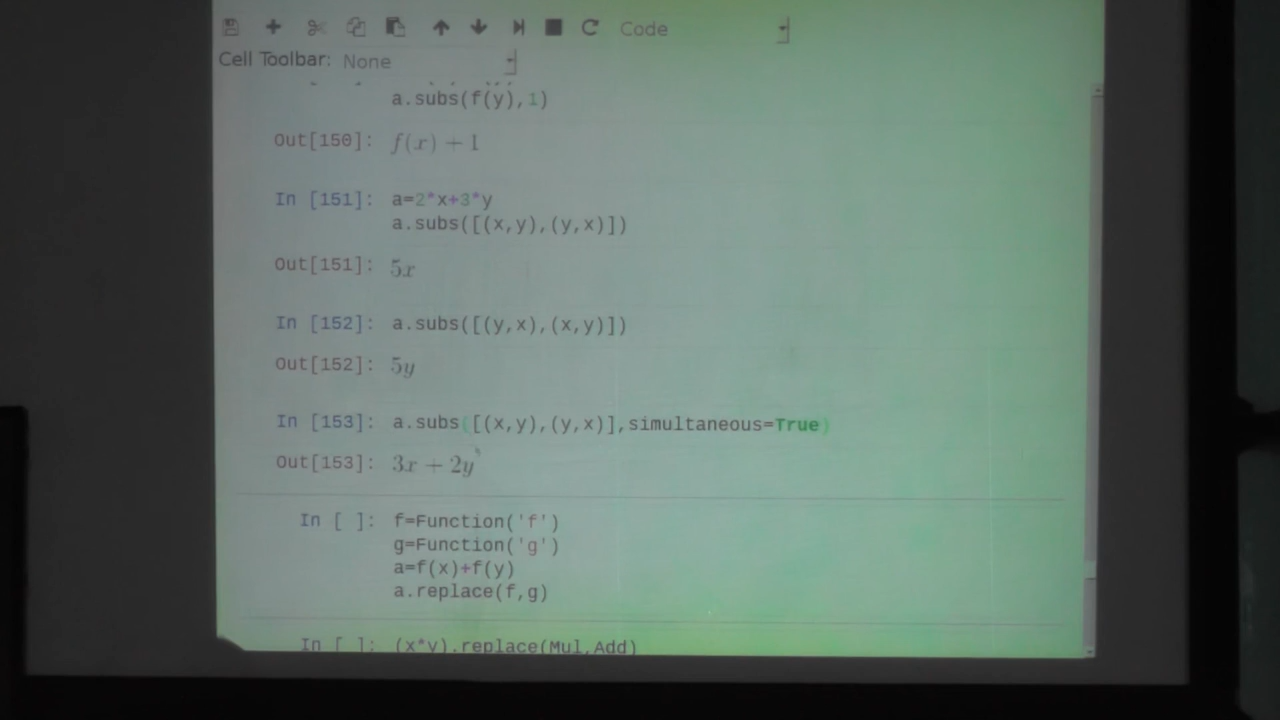 Code
Cell Toolbar: None
a.subs(f(y),1)
Out[150]: f(x) + 1
In [151]: a=2*x+3*y
a.subs([(x,y),(y,x)])
Out[151]: 5x
In [152]: a.subs([(y,x),(x,y)])
Out[152]: 5y
In [153]: a.subs([(x,y),(y,x)],simultaneous=True)
Out[153]: 3x + 2y
In [ ]: f=Function('f')
g=Function('g')
a=f(x)+f(y)
a.replace(f,g)
In [ ]: (x*y).replace(Mul,Add)